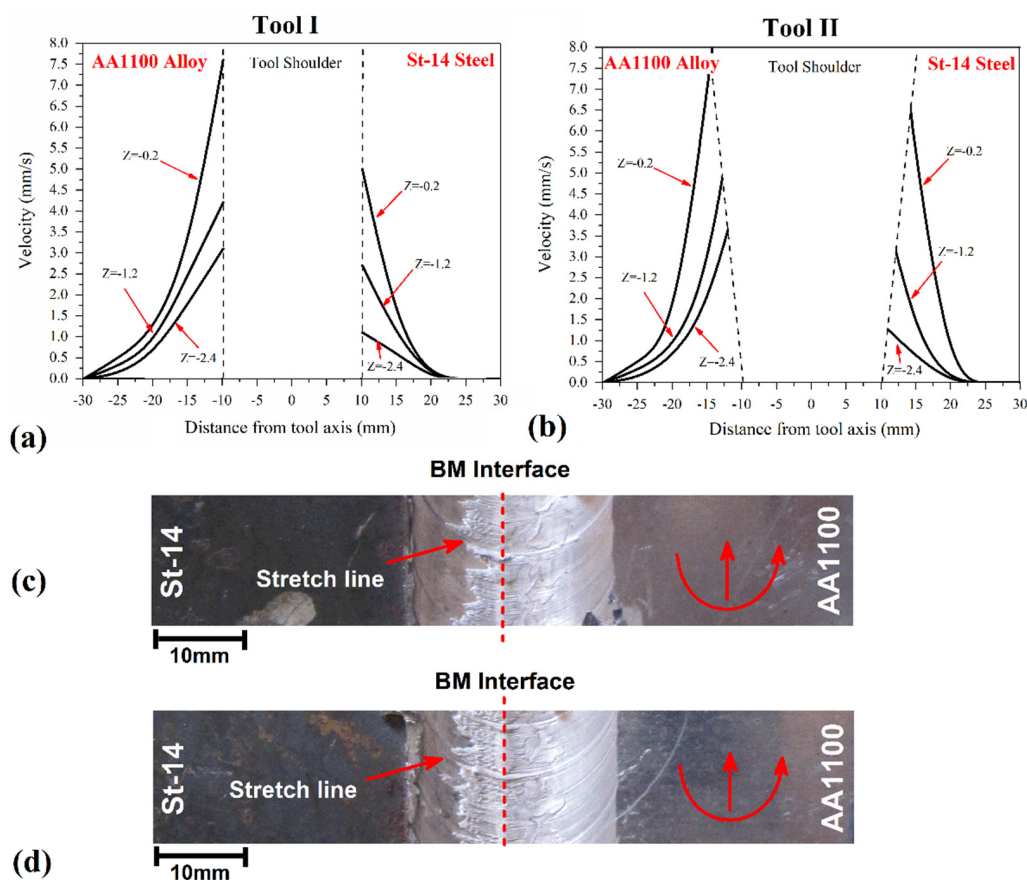 Tool I
AA1100 Alloy
Tool Shoulder
St-14 Steel
8.0
7.5
7.0
6.5
6.0
5.5
5.0
4.5
4.0
3.5
3.0
2.5
2.0
1.5
1.0
0.5
0.0
Velocity (mm/s)
Z=-0.2
Z=-1.2
Z=-2.4
Z=-0.2
Z=-1.2
Z=-2.4
-30 -25 -20 -15 -10 -5 0 5 10 15 20 25 30
Distance from tool axis (mm)
(a)
Tool II
AA1100 Alloy
Tool Shoulder
St-14 Steel
8.0
7.5
7.0
6.5
6.0
5.5
5.0
4.5
4.0
3.5
3.0
2.5
2.0
1.5
1.0
0.5
0.0
Velocity (mm/s)
Z=-0.2
Z=-1.2
Z=-2.4
Z=-0.2
Z=-1.2
Z=-2.4
-30 -25 -20 -15 -10 -5 0 5 10 15 20 25 30
Distance from tool axis (mm)
(b)
BM Interface
St-14
Stretch line
AA1100
10mm
(c)
BM Interface
St-14
Stretch line
AA1100
10mm
(d)